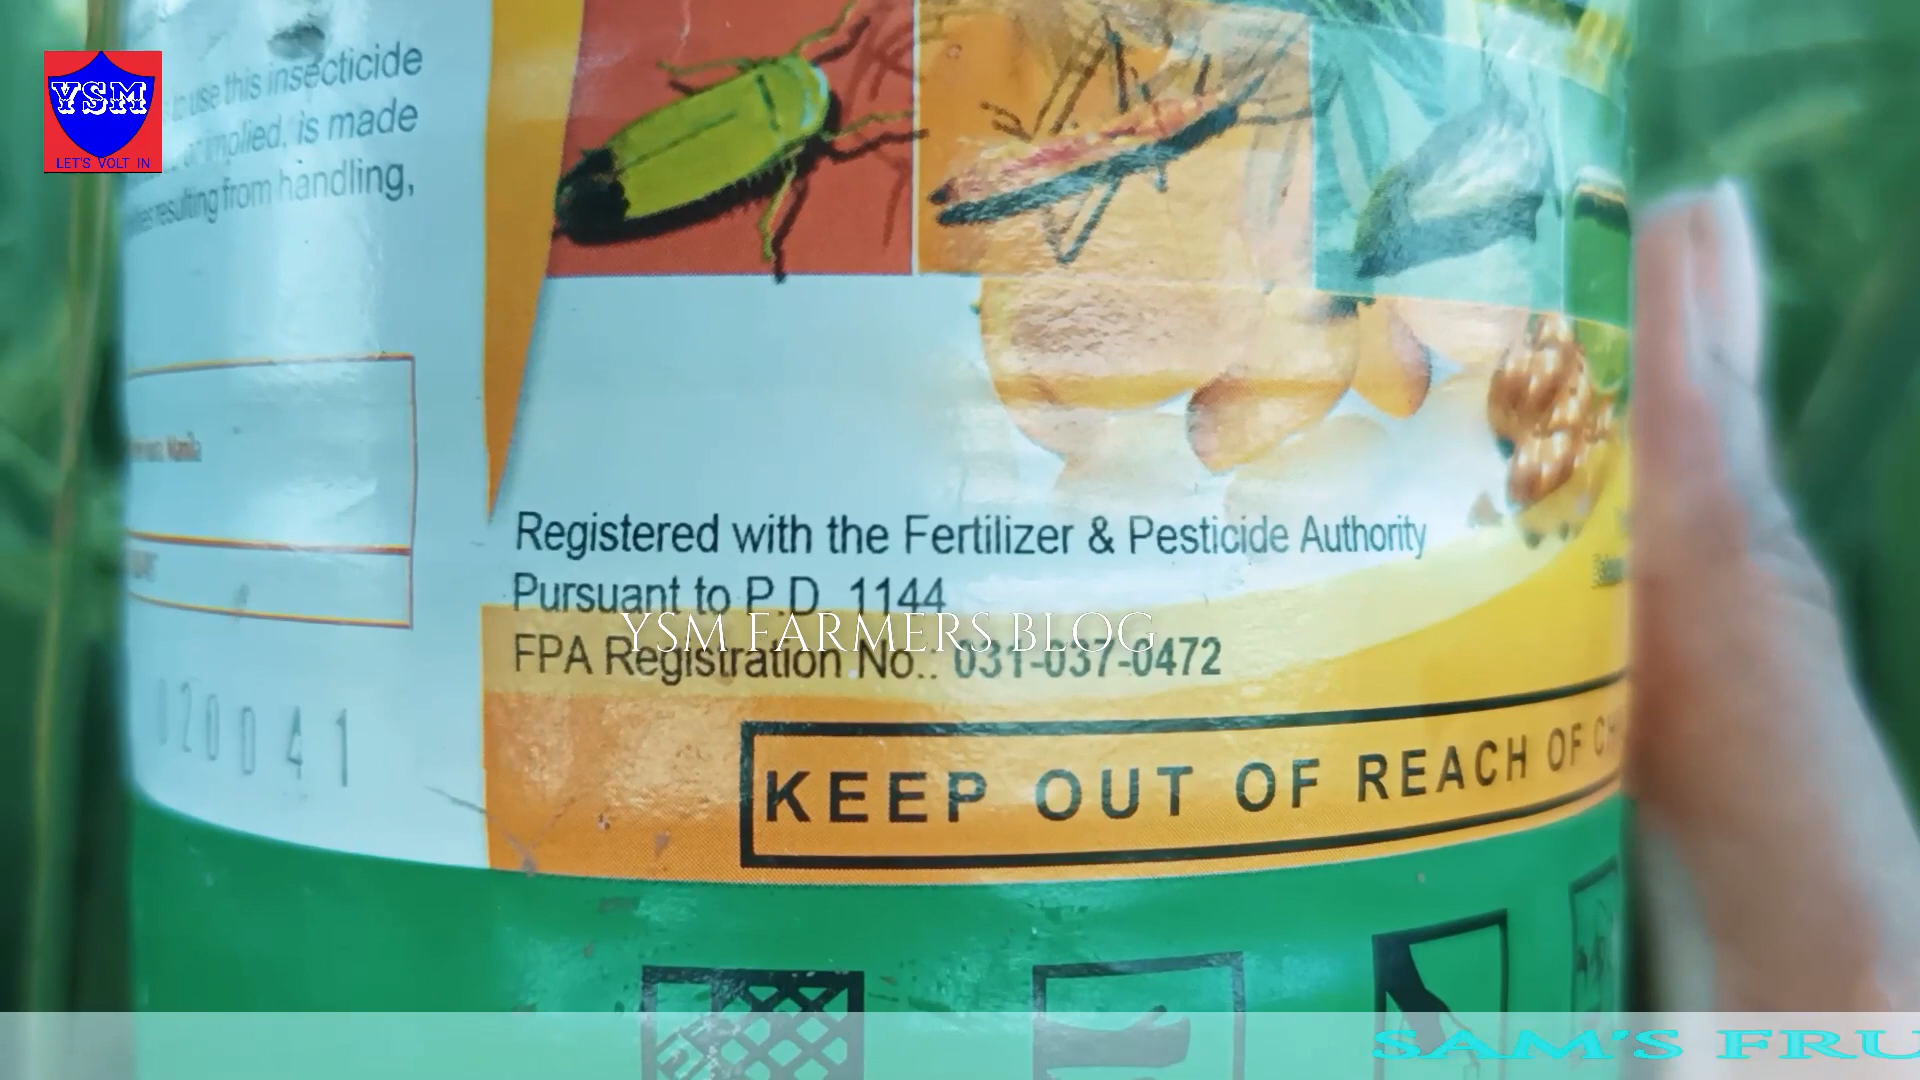 YSM
LET'S VOLT IN
to use this insecticide
or implied, is made
resulting from handling,
Manila
Registered with the Fertilizer & Pesticide Authority
Pursuant to P.D. 1144
YSM FARMERS BLOG
FPA Registration No.: 031-037-0472
20041
KEEP OUT OF REACH OF CH
SAM'S FRU